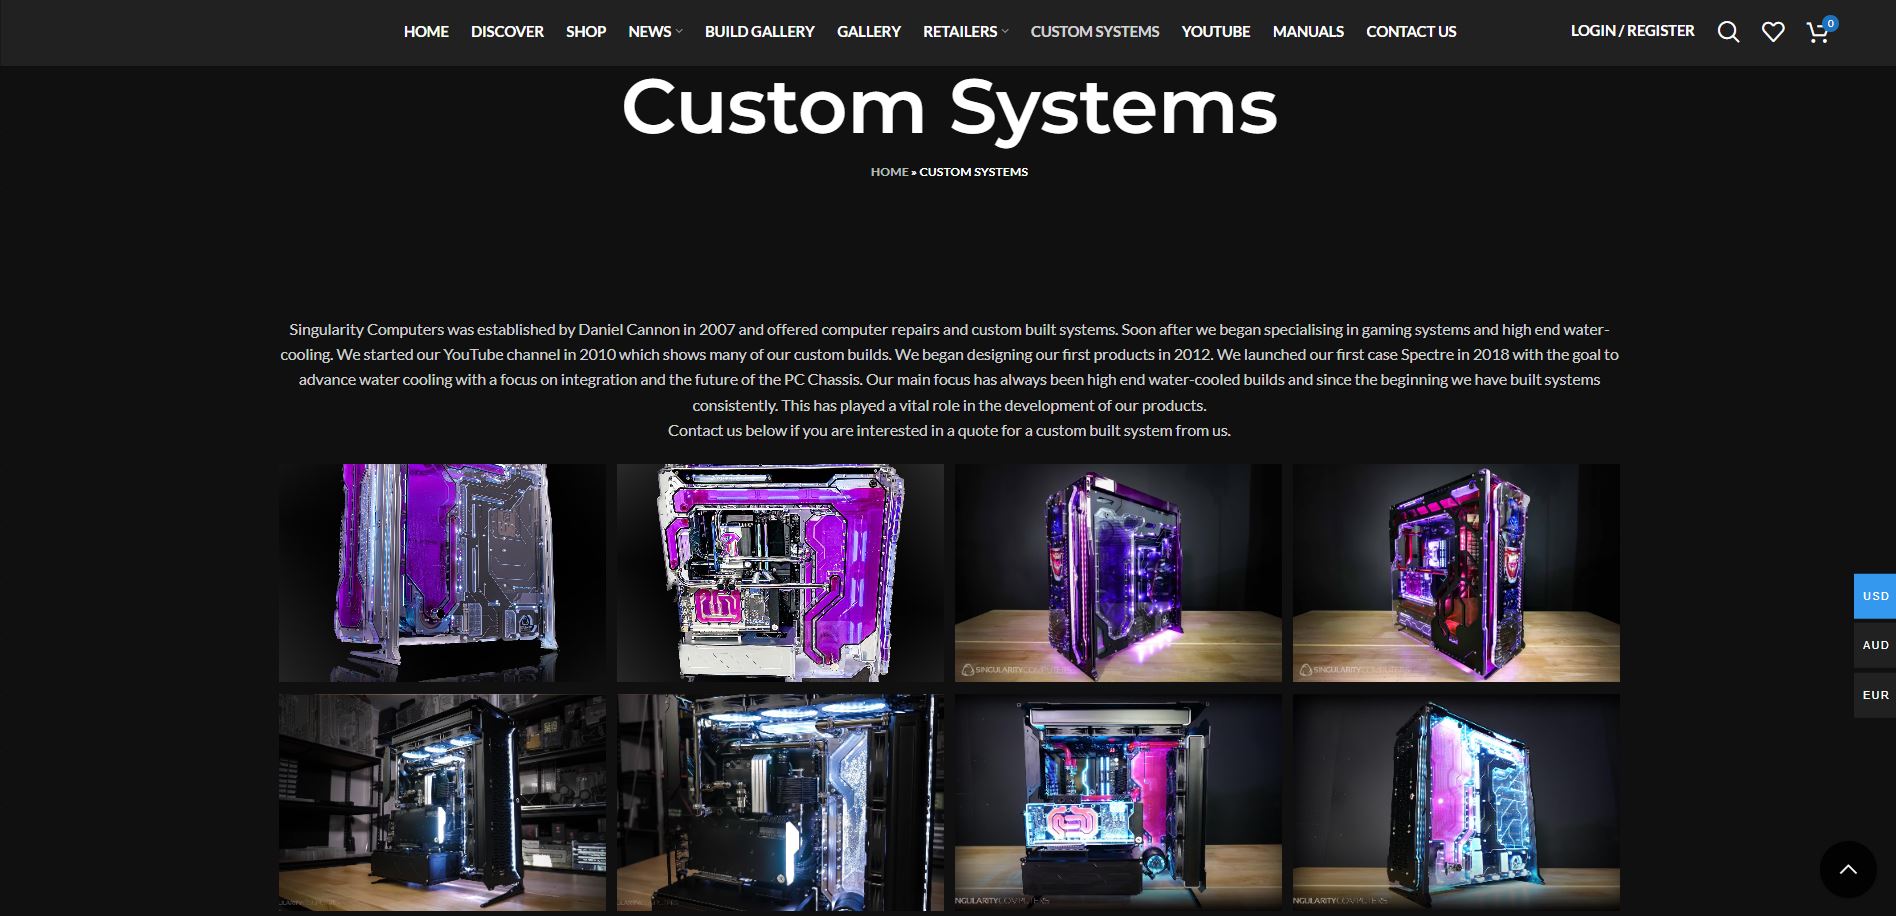 HOME DISCOVER SHOP NEWS BUILD GALLERY GALLERY RETAILERS CUSTOM SYSTEMS YOUTUBE MANUALS CONTACT US LOGIN / REGISTER 0
Custom Systems
HOME » CUSTOM SYSTEMS
Singularity Computers was established by Daniel Cannon in 2007 and offered computer repairs and custom built systems. Soon after we began specialising in gaming systems and high end water-
cooling. We started our YouTube channel in 2010 which shows many of our custom builds. We began designing our first products in 2012. We launched our first case Spectre in 2018 with the goal to
advance water cooling with a focus on integration and the future of the PC Chassis. Our main focus has always been high end water-cooled builds and since the beginning we have built systems
consistently. This has played a vital role in the development of our products.
Contact us below if you are interested in a quote for a custom built system from us.
USD
AUD
EUR
SINGULARITYCOMPUTERS
SINGULARITYCOMPUTERS
NGULARITYCOMPUTERS
INGULARITYCOMPUTERS